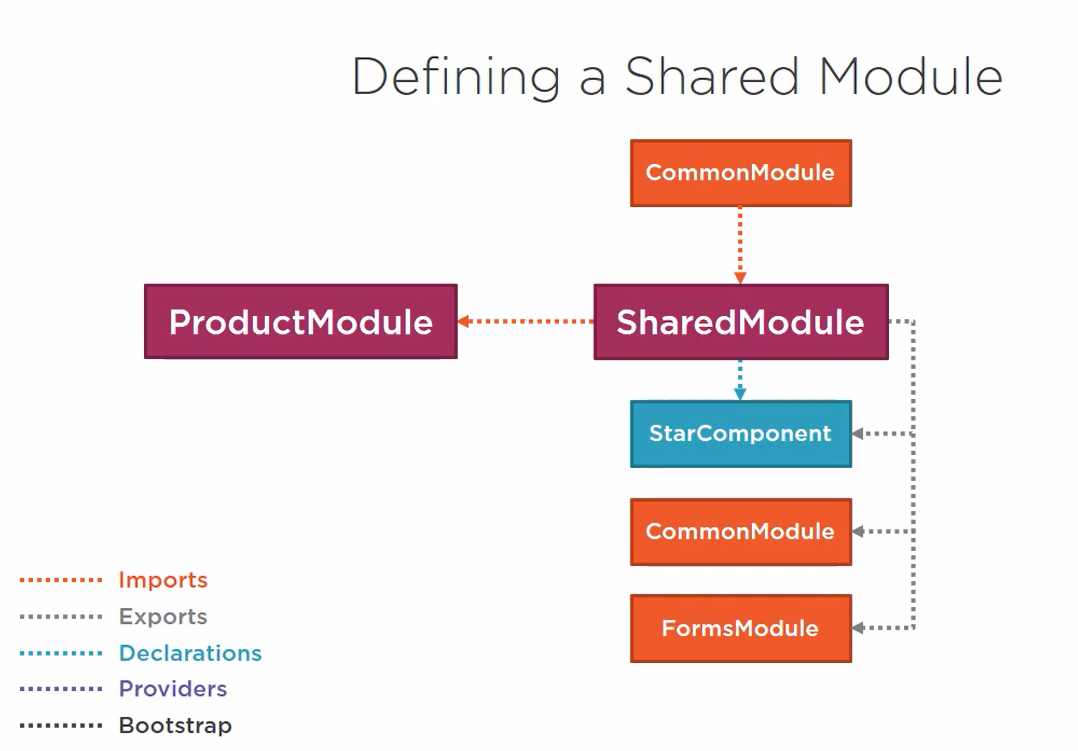 Defining a Shared Module
CommonModule
ProductModule
SharedModule
StarComponent
CommonModule
FormsModule
Imports
Exports
Declarations
Providers
Bootstrap